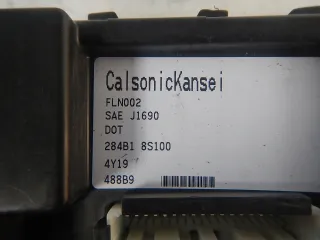 CalsonicKansei
FLN002
SAE J1690
DOT
284B1 8S100
4Y19
488B9